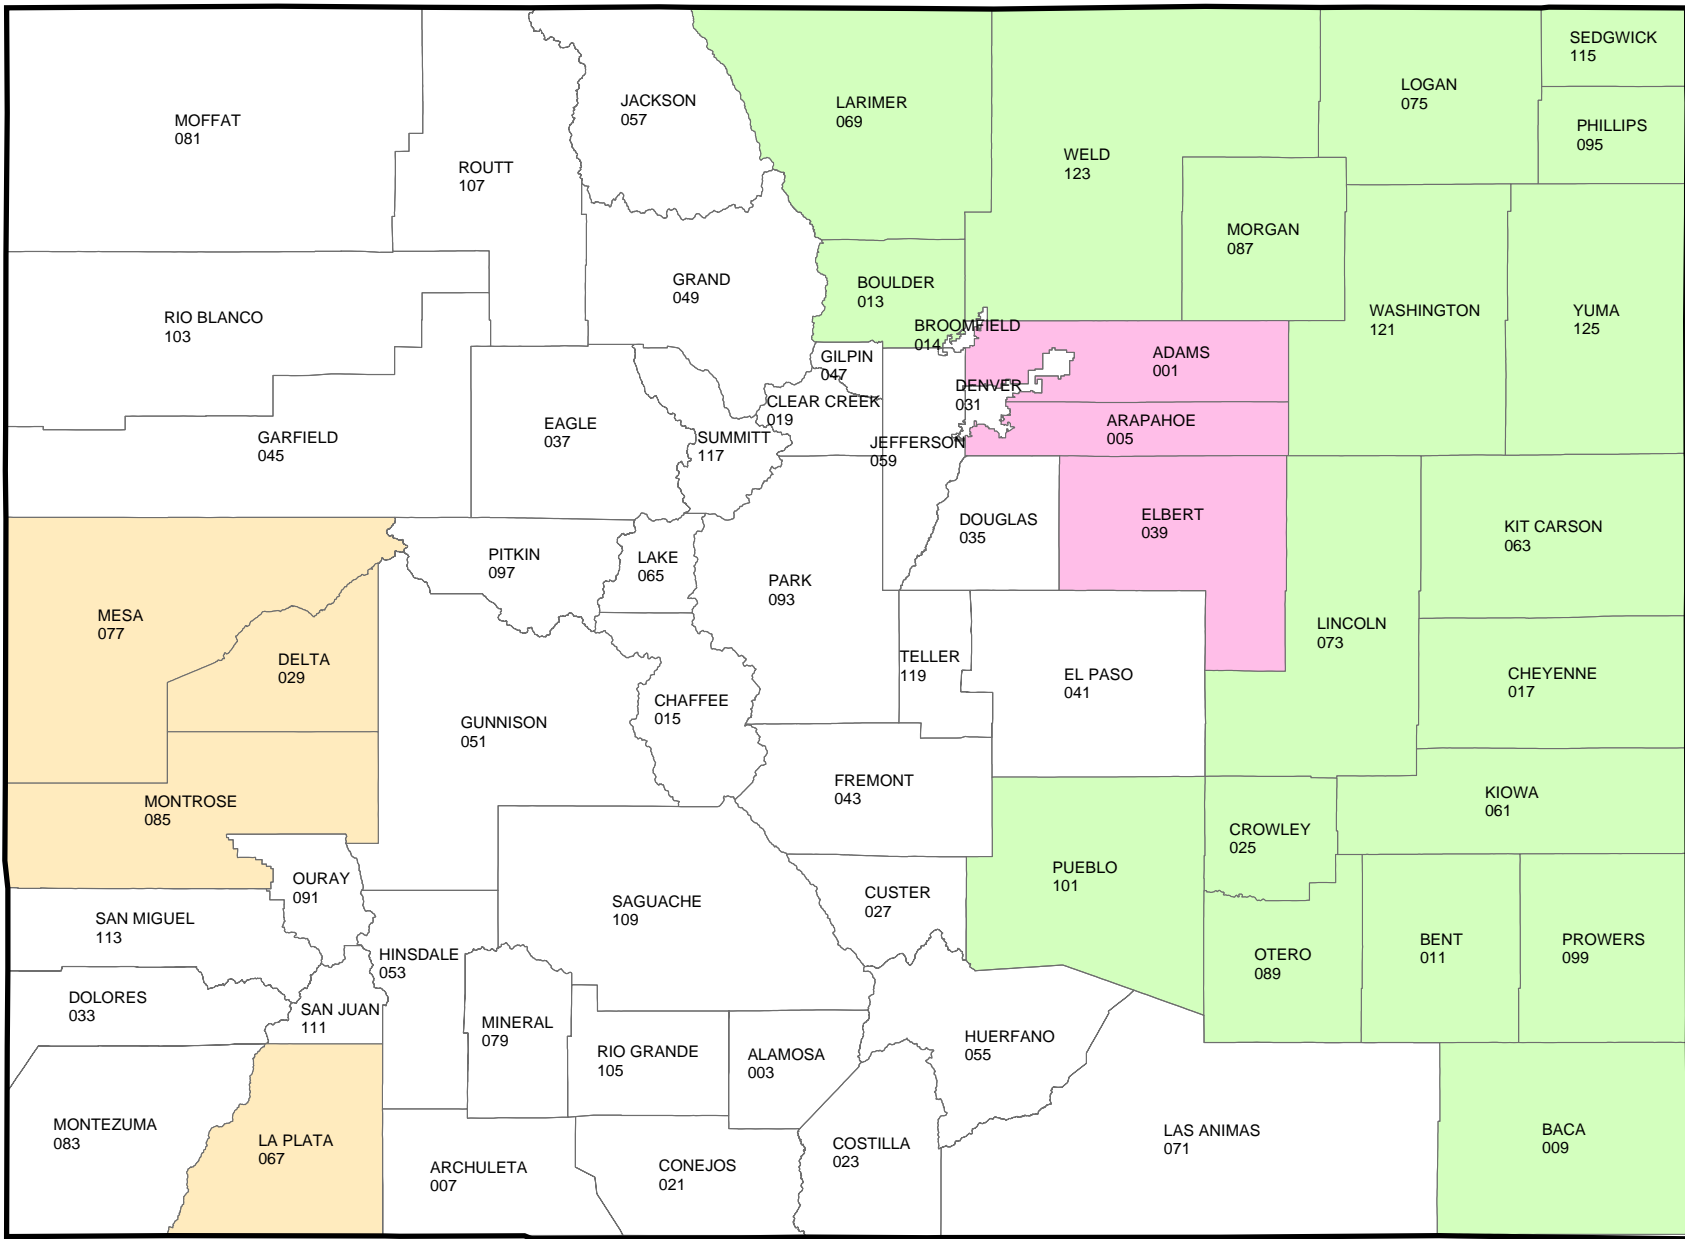 SEDGWICK
115
LOGAN
075
PHILLIPS
095
JACKSON
057
LARIMER
069
MOFFAT
081
WELD
123
ROUTT
107
MORGAN
087
GRAND
049
BOULDER
013
RIO BLANCO
103
WASHINGTON
121
YUMA
125
BROOMFIELD
014
GILPIN
047
ADAMS
001
DENVER
031
CLEAR CREEK
019
EAGLE
037
ARAPAHOE
005
GARFIELD
045
SUMMITT
117
JEFFERSON
059
DOUGLAS
035
ELBERT
039
KIT CARSON
063
PITKIN
097
LAKE
065
PARK
093
MESA
077
LINCOLN
073
DELTA
029
TELLER
119
EL PASO
041
CHEYENNE
017
CHAFFEE
015
GUNNISON
051
FREMONT
043
MONTROSE
085
KIOWA
061
CROWLEY
025
PUEBLO
101
OURAY
091
SAGUACHE
109
CUSTER
027
SAN MIGUEL
113
HINSDALE
053
OTERO
089
BENT
011
PROWERS
099
DOLORES
033
SAN JUAN
111
MINERAL
079
RIO GRANDE
105
ALAMOSA
003
HUERFANO
055
MONTEZUMA
083
LA PLATA
067
ARCHULETA
007
CONEJOS
021
COSTILLA
023
LAS ANIMAS
071
BACA
009